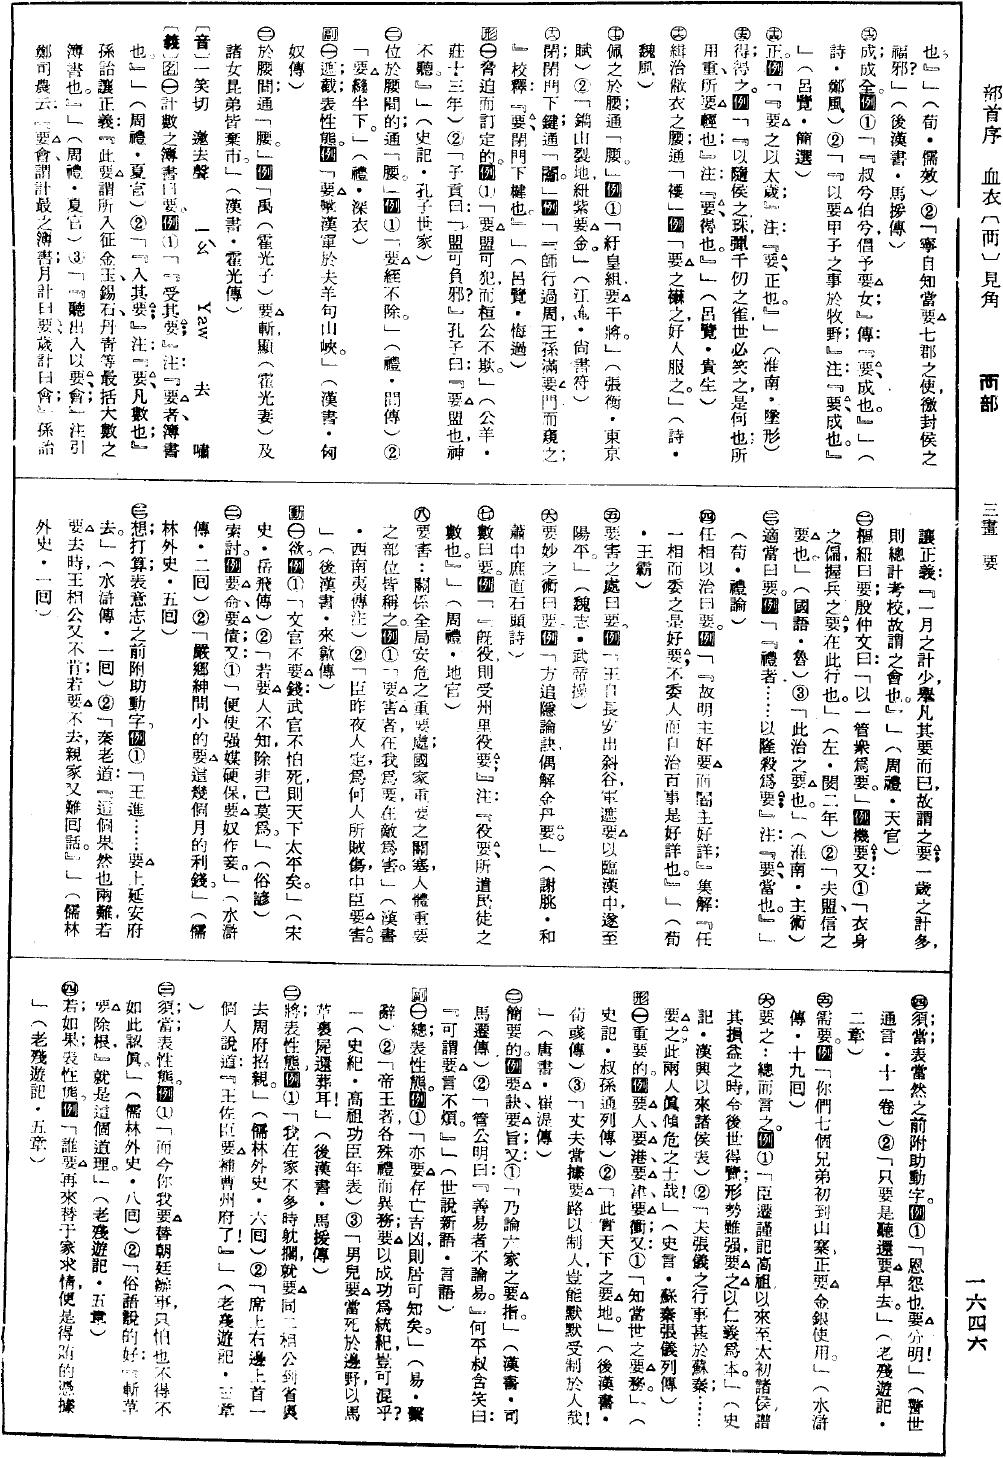 部首序　血衣〔襾〕見角　襾部　三畫　要　一六四六
也。』」（荀・儒效）②「寧自知當要七郡之使，徼封侯之
福邪？」（後漢書・馬援傳）
成；成全。例①「『叔兮伯兮，倡予要女。』傳：『要，成也。』」（
詩・鄭風）②「『以要甲子之事於牧野。』注：『要，成也。』
」（呂覽・簡選）
正。例「『要之以太歲。』注：『要，正也。』」（淮南・墬形）
得；得之。例「『以隨侯之珠，彈千仞之雀，世必笑之，是何也？所
用重，所要輕也。』注：『要，得也。』」（呂覽・貴生）
緝治敝衣之腰；通「褸」。例「要之襋之，好人服之。」（詩・
魏風）
佩之於腰；通「腰」。例①「紆皇組，要干將。」（張衡・東京
賦）②「鍋山裂地，紐紫要金。」（江淹・尚書符）
閉；閉門下鍵；通「闇」。例「『師行過周，王孫滿要門而窺之。
』校釋：『要，閉門下楗也。』」（呂覽・悔過）
形㊀脅迫而訂定的。例①「要盟可犯，而桓公不欺。」（公羊・
莊十三年）②「子貢曰：『盟可負邪？』孔子曰：『要盟也，神
不聽。』」（史記・孔子世家）
㊁位於腰間的；通「腰」。例①「要絰不除。」（禮・間傳）②
「要縫半下。」（禮・深衣）
副㊀遮截，表性態。例「要擊漢軍於夫羊句山峽。」（漢書・匈
奴傳）
㊁於腰間；通「腰」。例「禹（霍光子）要斬，顯（霍光妻）及
諸女昆弟皆棄市。」（漢書・霍光傳）
〔音〕一笑切　邀去聲　ㄧㄠˋ　Yaw　去　嘯
〔義〕名㊀計數之簿書曰要。例①「『受其要。』注：『要者，簿書
也。』」（周禮・夏官）②「『入其要。』注：『要，凡數也。』
孫詒讓正義：『此要謂所入征金玉、錫石、丹青等最括大數之
簿書也。』」（周禮・夏官）③「『聽出入以要會。』注引
鄭司農云：『要會，謂計最之簿書，月計曰要，歲計曰會。』孫詒
讓正義：『一月之計少，舉凡其要而已，故謂之要；一歲之計多，
則總計考校，故謂之會也。』」（周禮・天官）
㊁樞紐曰要。殷仲文曰：「以一管衆爲要。」例機要。又①「衣身
之偏，握兵之要，在此行也。」（左・閔二年）②「夫盟，信之
要也。」（國語・魯）③「此治之要也。」（淮南・主術）
㊂適當曰要。例「『禮者……以隆殺爲要。』注：『要，當也。』」
（荀・禮論）
㊃任相以治曰要。例「『故明主好要，而闇主好詳。』集解：『任
一相而委之，是好要；不委人而自治百事，是好詳也。』」（荀
・王霸）
㊄要害之處曰要。例「王自長安出斜谷，軍遮要以臨漢中，遂至
陽平。」（魏志・武帝操）
㊅要妙之術曰要。例「方追隱淪訣，偶解金丹要。」（謝朓・和
蕭中庶直石頭詩）
㊆數曰要。例「『旣役，則受州里役要。』注：『役要，所遣民徒之
數也。』」（周禮・地官）
㊇要害：關係全局安危之重要處；國家重要之關塞，人體重要
之部位皆稱之。例①「要害者，在我爲要，在敵爲害。」（漢書
・西南夷傳注）②「臣昨夜人定，爲何人所賊傷，中臣要害。
」（後漢書・來歙傳）
動㊀欲。例①「文官不要錢，武官不怕死，則天下太平矣。」（宋
史・岳飛傳）②「若要人不知，除非己莫爲。」（俗諺）
㊁索討。例要命、要債。又①「便使強媒硬保，要奴作妾。」（水滸
傳・二回）②「嚴鄉紳問小的要這幾個月的利錢。」（儒
林外史・五回）
㊂想；打算，表意志之前附助動字。例①「王進……要上延安府
去。」（水滸傳・一回）②「秦老道：『這個果然也兩難。若
要去時，王相公又不肯；若要不去，親家又難回話。』」（儒林
外史・一回）
㊃須；當，表當然之前附助動字。例①「恩怨也要分明！」（警世
通言・十一卷）②「只要是聽還要早去。」（老殘遊記・
二章）
㊄需要。例「你們七個兄弟初到山寨，正要金銀使用。」（水滸
傳・十九回）
㊅要之：總而言之。例①「臣遷謹記高祖以來至太初諸侯，譜
其損益之時，令後世得覽。形勢雖强，要之以仁義爲本。」（史
記・漢興以來諸侯表）②「夫張儀之行事，甚於蘇秦……
要之，此兩人眞傾危之士哉！」（史言・蘇秦張儀列傳）
形㊀重要的。例要人、要港、要津、要衝。又①「知當世之要務。」（
史記・叔孫通列傳）②「此實天下之要地。」（後漢書・
荀彧傳）③「丈夫當據要路以制人，豈能默默受制於人哉！
」（唐書・崔湜傳）
㊁簡要的。例要訣、要旨。又①「乃論六家之要指。」（漢書・司
馬遷傳）②「管公明曰：『善易者不論易。』何平叔含笑曰：
『可謂要言不煩。』」（世說新語・言語）
副㊀總，表性態。例①「亦要存亡吉凶，則居可知矣。」（易・繫
辭）②「帝王者各殊禮而異務，要以成功爲統紀，豈可混乎？
」（史紀・高祖功臣年表）③「男兒要當死於邊野，以馬
革裹屍還葬耳！」（後漢書・馬援傳）
㊁將，表性態。例①「我在家不多時耽擱，就要同二相公到省裏
去周府招親。」（儒林外史・六回）②「席上右邊上首一
個人說道：『王佐臣要補曹州府了！』」（老殘遊記・三章
）
㊂須；當，表性態。例①「而今你我要替朝廷辦事，只怕也不得不
如此認眞。」（儒林外史・八回）②「俗語說的好：『斬草
要除根。』就是這個道理。」（老殘遊記・五章）
㊃若；如果，表性態。例「誰要再來替于家求情，便是得賄的憑據
」（老殘遊記・五章）